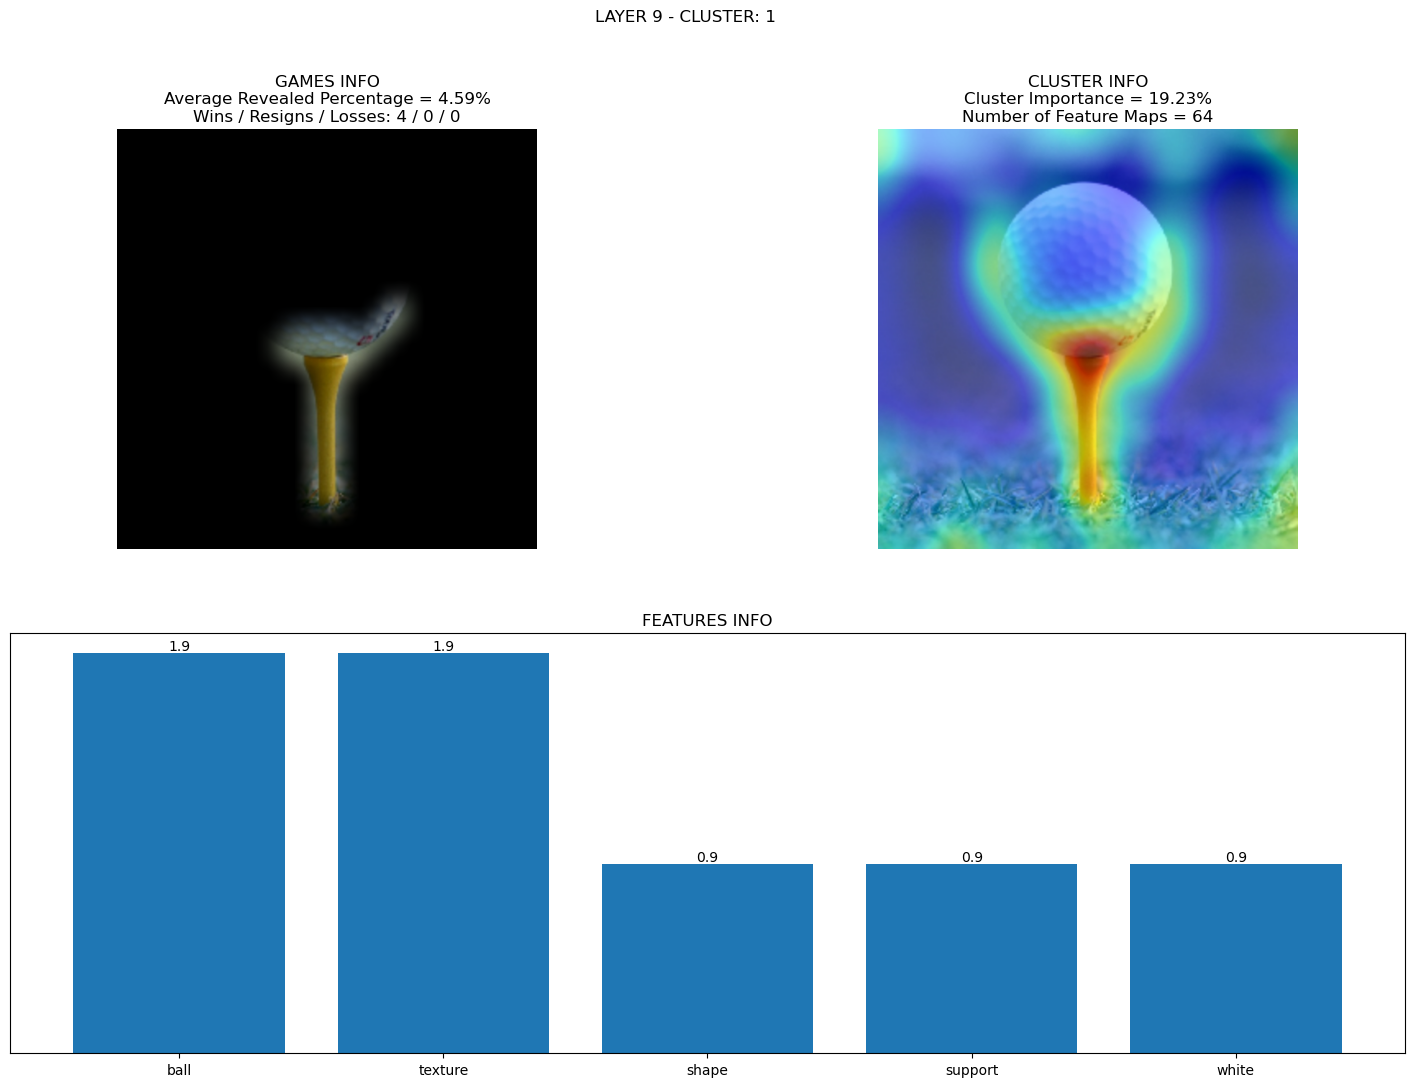 LAYER 9 - CLUSTER: 1
GAMES INFO
Average Revealed Percentage = 4.59%
Wins / Resigns / Losses: 4 / 0 / 0
CLUSTER INFO
Cluster Importance = 19.23%
Number of Feature Maps = 64
FEATURES INFO
1.9
1.9
0.9
0.9
0.9
ball
texture
shape
support
white